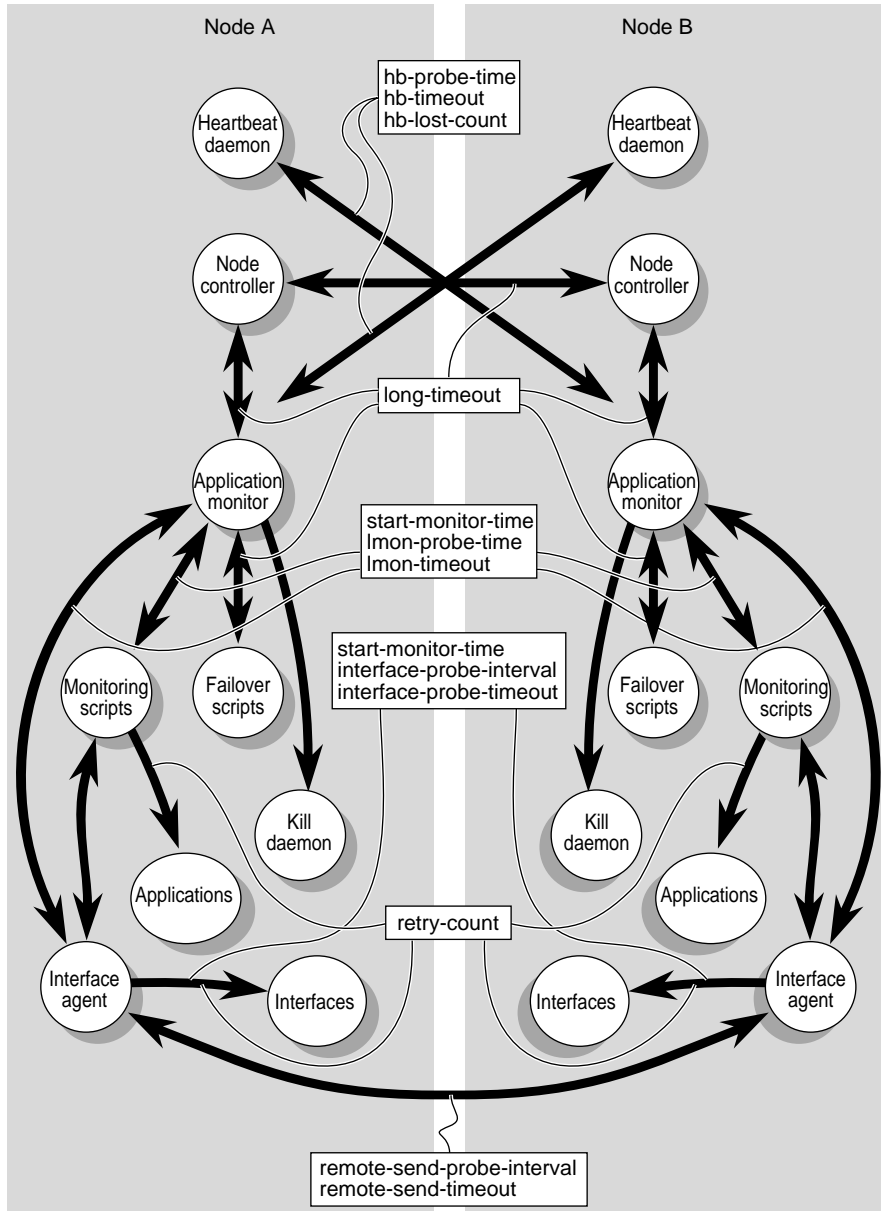 Node A
Node B
hb-probe-time
hb-timeout
hb-lost-count
Heartbeat
daemon
Heartbeat
daemon
Node
controller
Node
controller
long-timeout
Application
monitor
Application
monitor
start-monitor-time
lmon-probe-time
lmon-timeout
start-monitor-time
interface-probe-interval
interface-probe-timeout
Monitoring
scripts
Failover
scripts
Failover
scripts
Monitoring
scripts
Kill
daemon
Kill
daemon
Applications
Applications
retry-count
Interface
agent
Interfaces
Interfaces
Interface
agent
remote-send-probe-interval
remote-send-timeout